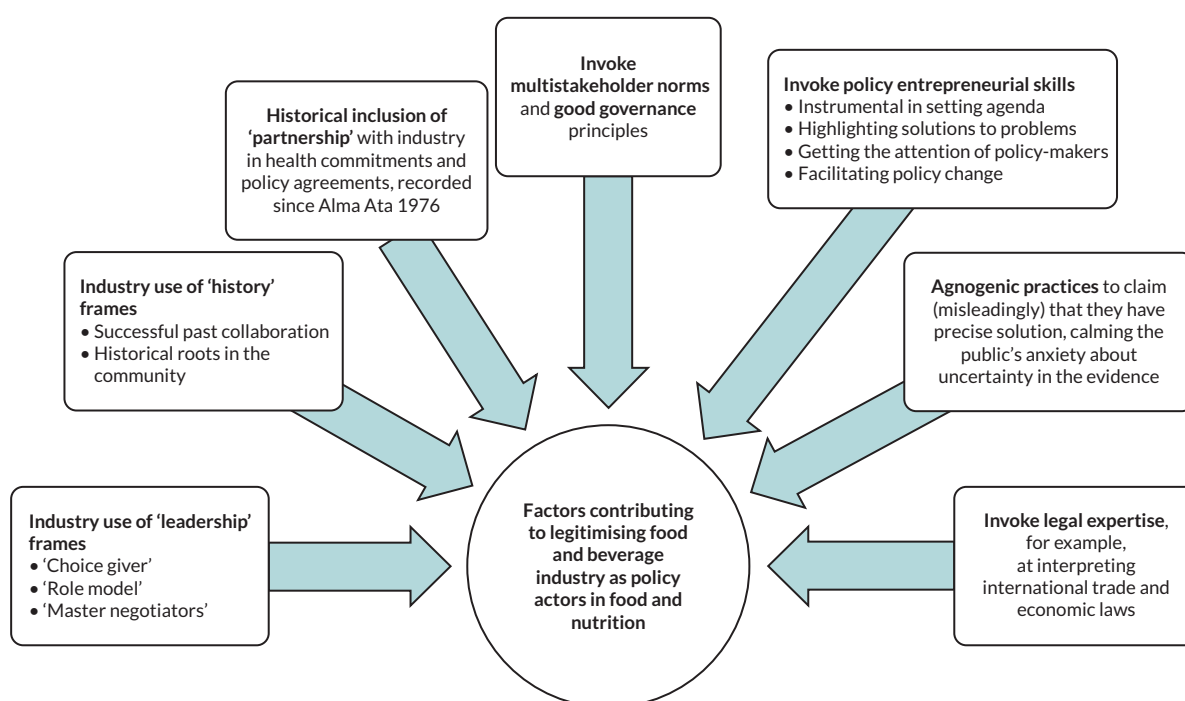 Invoke
multistakeholder norms
and good governance
principles
Invoke policy entrepreneurial skills
• Instrumental in setting agenda
• Highlighting solutions to problems
• Getting the attention of policy-makers
• Facilitating policy change
Historical inclusion of
‘partnership’ with industry
in health commitments and
policy agreements, recorded
since Alma Ata 1976
Industry use of ‘history’
frames
• Successful past collaboration
• Historical roots in the
community
Agnogenic practices to claim
(misleadingly) that they have
precise solution, calming the
public’s anxiety about
uncertainty in the evidence
Industry use of ‘leadership’
frames
• ‘Choice giver’
• ‘Role model’
• ‘Master negotiators’
Factors contributing
to legitimising food
and beverage
industry as policy
actors in food and
nutrition
Invoke legal expertise,
for example,
at interpreting
international trade and
economic laws